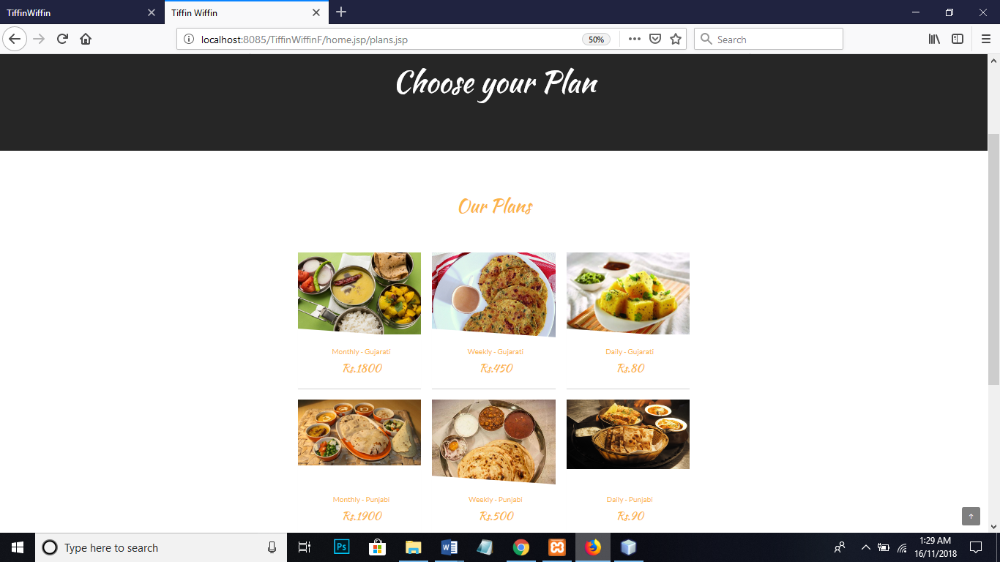 TiffinWiffin
Tiffin Wiffin
localhost:8085/TiffinWiffinF/home.jsp/plans.jsp
50%
Search
Choose your Plan
Our Plans
Monthly - Gujarati
Rs.1800
Weekly - Gujarati
Rs.450
Daily - Gujarati
Rs.80
Monthly - Punjabi
Rs.1900
Weekly - Punjabi
Rs.500
Daily - Punjabi
Rs.90
Type here to search
Ps
W
1:29 AM
16/11/2018